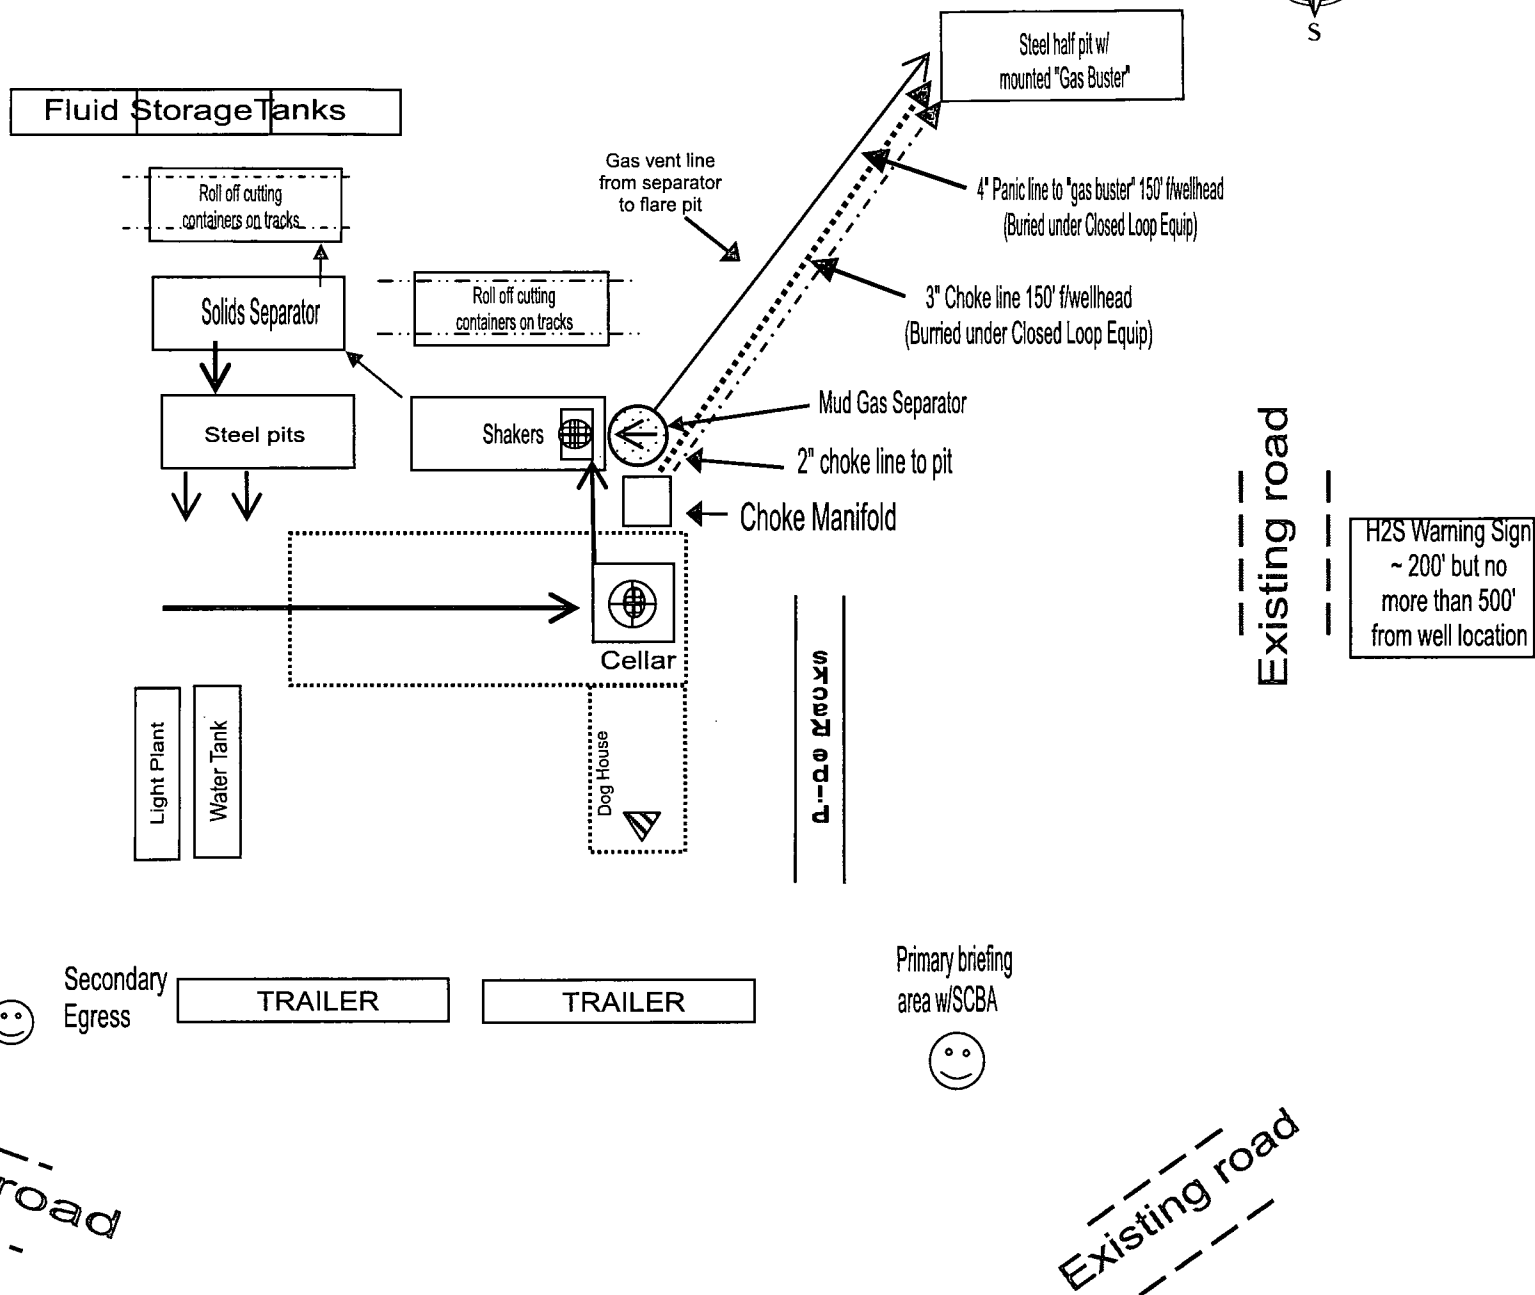 S
Steel half pit w/
mounted "Gas Buster"
Fluid StorageTanks
Gas vent line
from separator
to flare pit
Roll off cutting
containers on tracks
4" Panic line to "gas buster" 150' f/wellhead
(Buried under Closed Loop Equip)
Solids Separator
Roll off cutting
containers on tracks
3" Choke line 150' f/wellhead
(Burried under Closed Loop Equip)
Mud Gas Separator
Steel pits
Shakers
2" choke line to pit
Choke Manifold
Existing road
H2S Warning Sign
~ 200' but no
more than 500'
from well location
Cellar
Pipe Racks
Light Plant
Water Tank
Dog House
Secondary
Egress
TRAILER
TRAILER
Primary briefing
area w/SCBA
road
Existing road